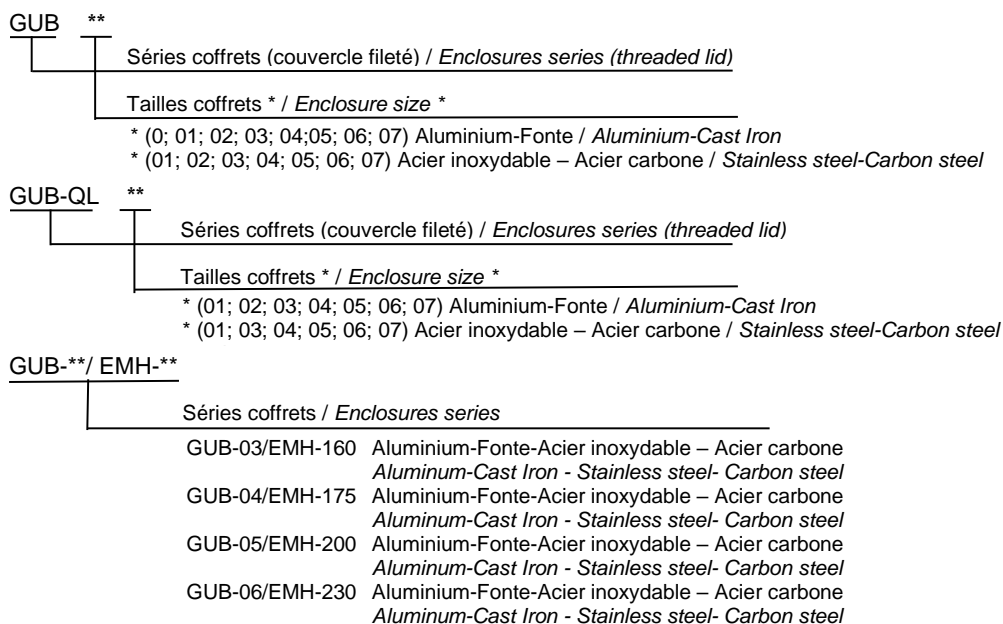 GUB **
Séries coffrets (couvercle fileté) / Enclosures series (threaded lid)
Tailles coffrets * / Enclosure size *
* (0; 01; 02; 03; 04;05; 06; 07) Aluminium-Fonte / Aluminium-Cast Iron
* (01; 02; 03; 04; 05; 06; 07) Acier inoxydable – Acier carbone / Stainless steel-Carbon steel
GUB-QL **
Séries coffrets (couvercle fileté) / Enclosures series (threaded lid)
Tailles coffrets * / Enclosure size *
* (01; 02; 03; 04; 05; 06; 07) Aluminium-Fonte / Aluminium-Cast Iron
* (01; 03; 04; 05; 06; 07) Acier inoxydable – Acier carbone / Stainless steel-Carbon steel
GUB-**/ EMH-**
Séries coffrets / Enclosures series
GUB-03/EMH-160 Aluminium-Fonte-Acier inoxydable – Acier carbone
Aluminum-Cast Iron - Stainless steel- Carbon steel
GUB-04/EMH-175 Aluminium-Fonte-Acier inoxydable – Acier carbone
Aluminum-Cast Iron - Stainless steel- Carbon steel
GUB-05/EMH-200 Aluminium-Fonte-Acier inoxydable – Acier carbone
Aluminum-Cast Iron - Stainless steel- Carbon steel
GUB-06/EMH-230 Aluminium-Fonte-Acier inoxydable – Acier carbone
Aluminum-Cast Iron - Stainless steel- Carbon steel